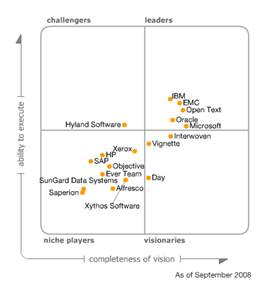 challengers
leaders
IBM
EMC
Open Text
Oracle
Microsoft
Hyland Software
Interwoven
Vignette
Xerox
HP
SAP
Objective
Ever Team
Day
SunGard Data Systems
Alfresco
Saperion
Xythos Software
niche players
visionaries
ability to execute
completeness of vision
As of September 2008